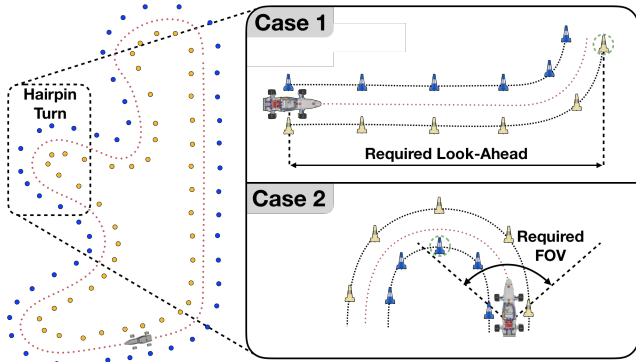 Hairpin
Turn
Case 1
Required Look-Ahead
Case 2
Required
FOV